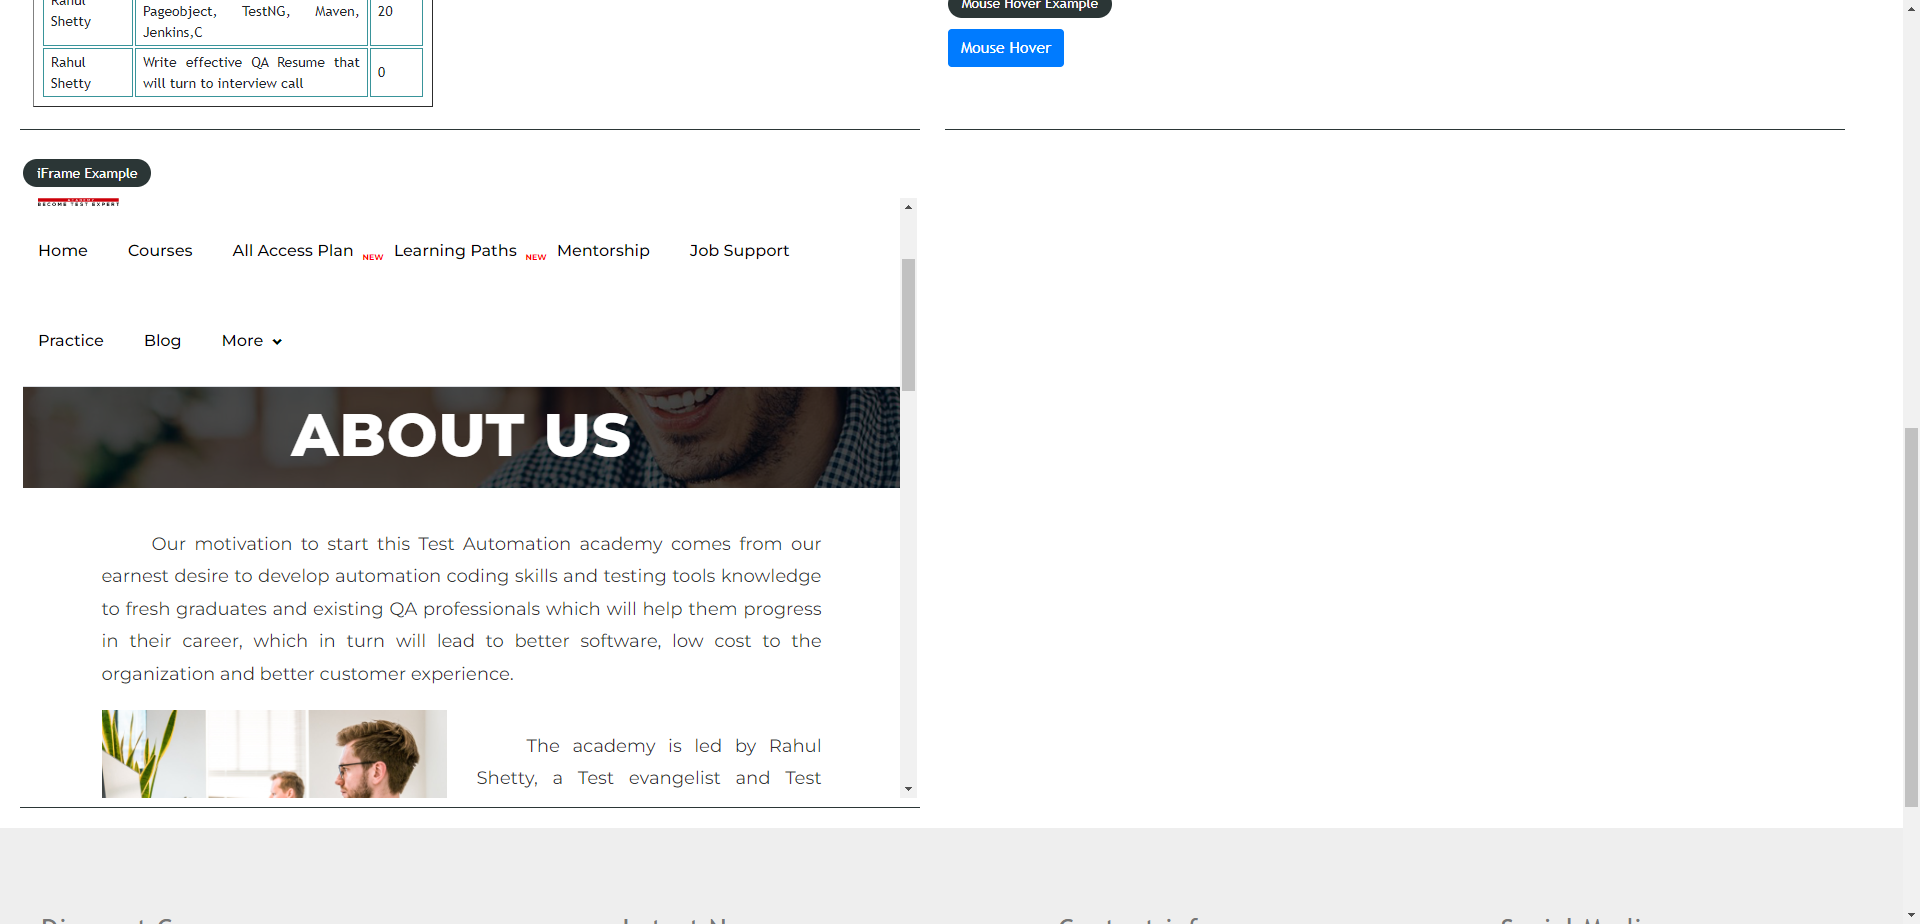 Rahul
Shetty
Pageobject, TestNG, Maven,
Jenkins,C
20
Rahul
Shetty
Write effective QA Resume that
will turn to interview call
0
Mouse Hover Example
Mouse Hover
iFrame Example
ACADEMY
BECOME TEST EXPERT
Home Courses All Access Plan NEW Learning Paths NEW Mentorship Job Support
Practice Blog More
ABOUT US
Our motivation to start this Test Automation academy comes from our
earnest desire to develop automation coding skills and testing tools knowledge
to fresh graduates and existing QA professionals which will help them progress
in their career, which in turn will lead to better software, low cost to the
organization and better customer experience.
The academy is led by Rahul
Shetty, a Test evangelist and Test